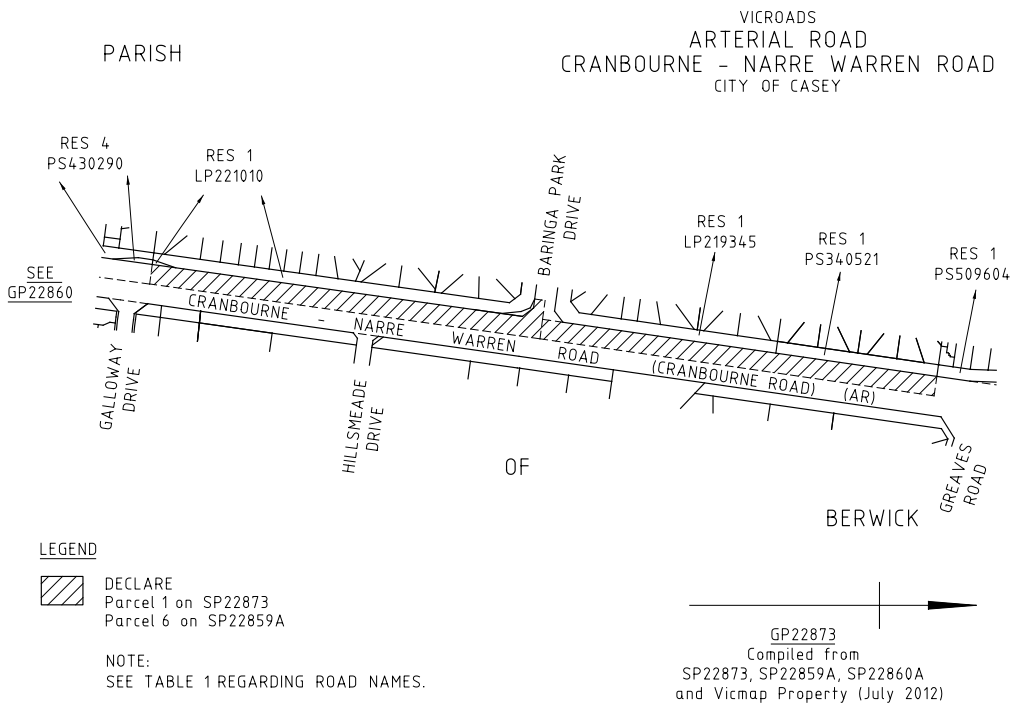 VICROADS
ARTERIAL ROAD
CRANBOURNE - NARRE WARREN ROAD
CITY OF CASEY
PARISH
RES 4
PS430290
RES 1
LP221010
BARINGA PARK
DRIVE
RES 1
LP219345
RES 1
PS340521
RES 1
PS509604
SEE
GP22860
CRANBOURNE - NARRE WARREN ROAD (CRANBOURNE ROAD) (AR)
GALLOWAY
DRIVE
HILLSMEADE
DRIVE
GREAVES
ROAD
OF
BERWICK
LEGEND
DECLARE
Parcel 1 on SP22873
Parcel 6 on SP22859A
NOTE:
SEE TABLE 1 REGARDING ROAD NAMES.
GP22873
Compiled from
SP22873, SP22859A, SP22860A
and Vicmap Property (July 2012)